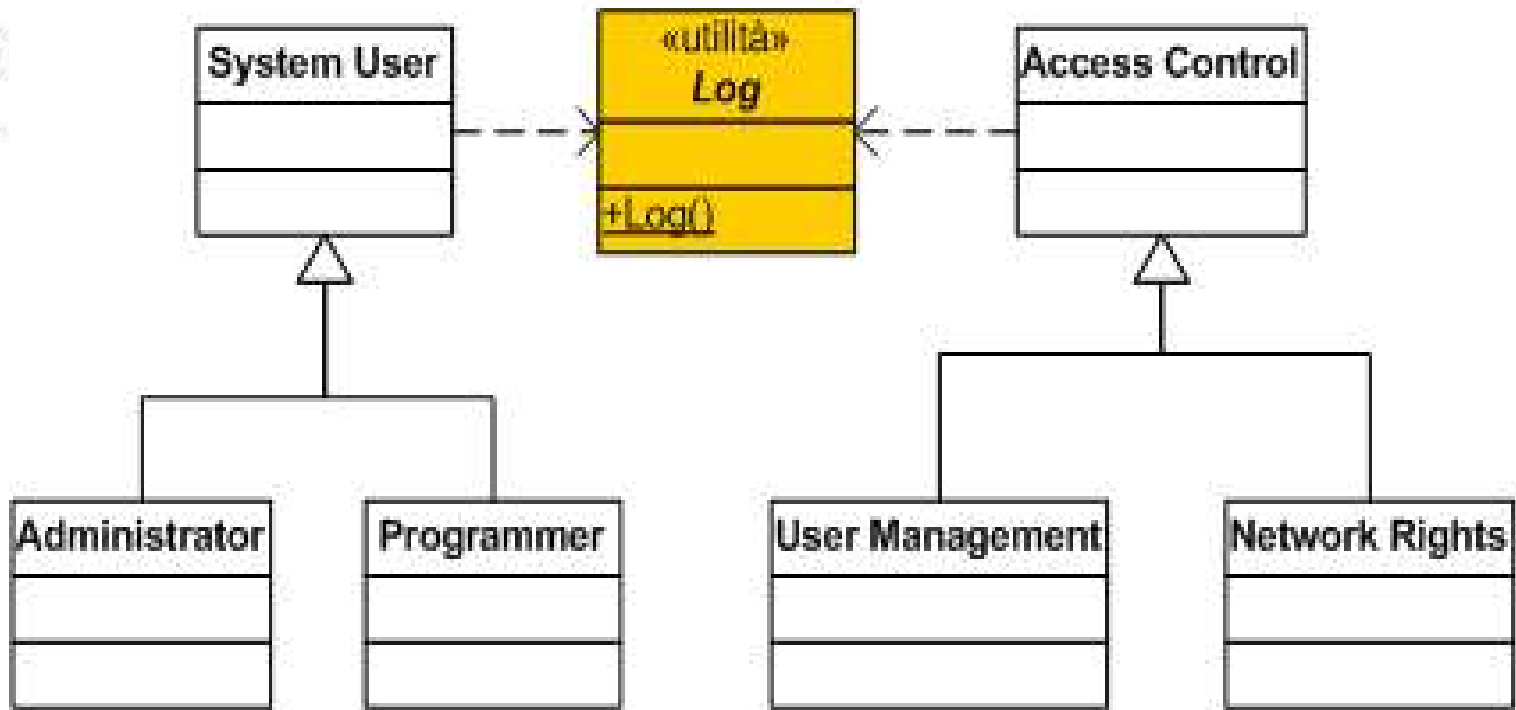 System User
«utilità»
Log
+Log()
Access Control
Administrator
Programmer
User Management
Network Rights